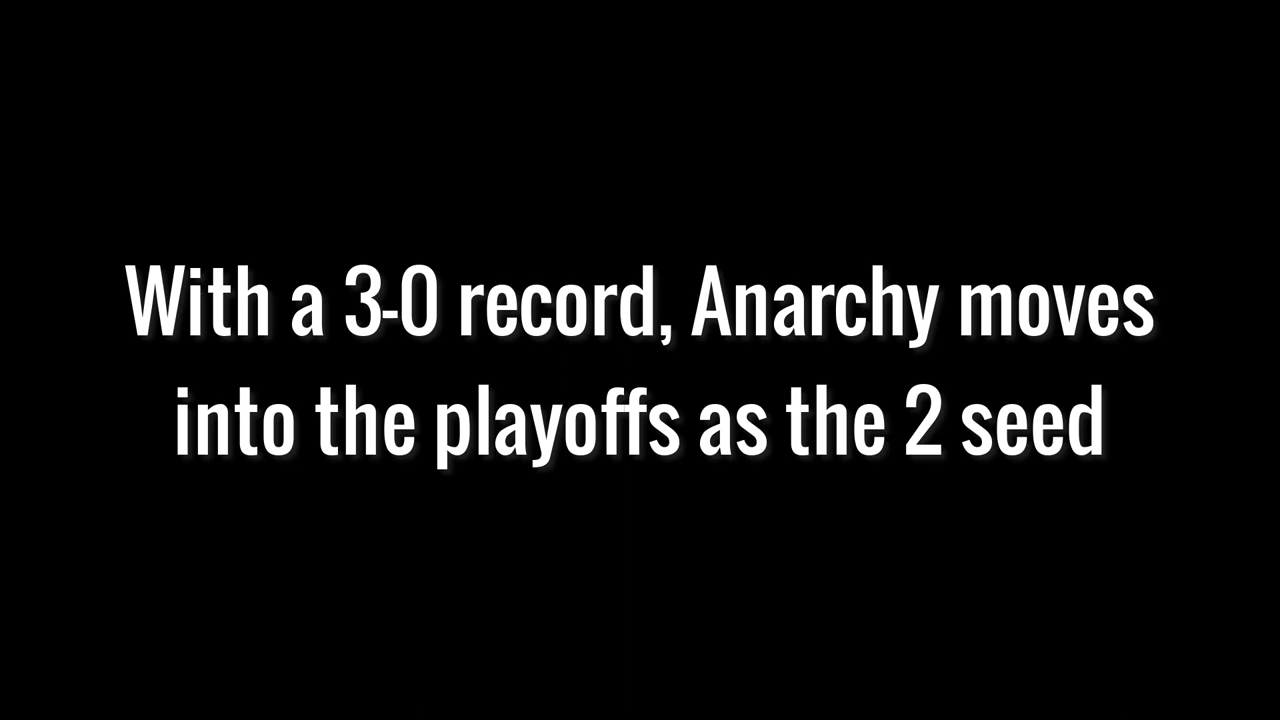 With a 3-0 record, Anarchy moves
into the playoffs as the 2 seed